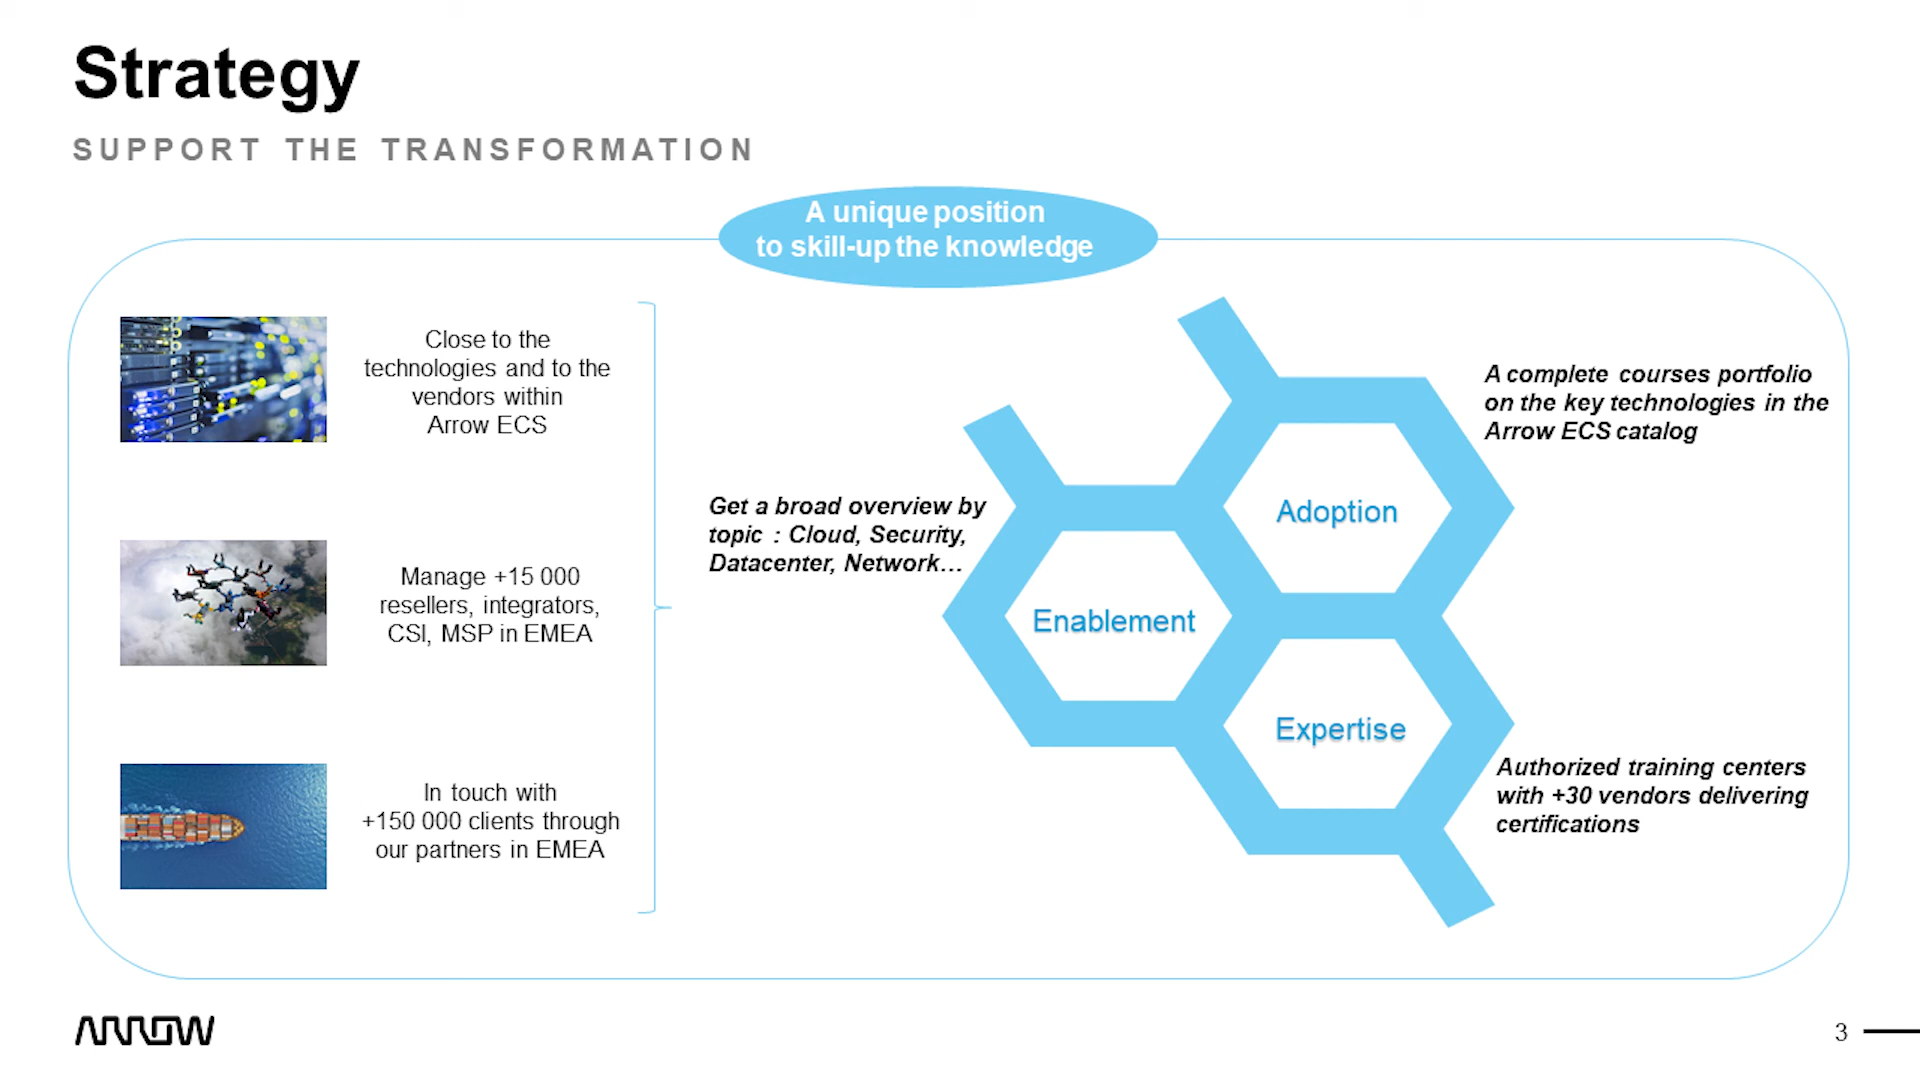 Strategy
SUPPORT THE TRANSFORMATION
A unique position
to skill-up the knowledge
Close to the
technologies and to the
vendors within
Arrow ECS
Manage +15 000
resellers, integrators,
CSI, MSP in EMEA
In touch with
+150 000 clients through
our partners in EMEA
Get a broad overview by
topic : Cloud, Security,
Datacenter, Network...
Enablement
Adoption
Expertise
A complete courses portfolio
on the key technologies in the
Arrow ECS catalog
Authorized training centers
with +30 vendors delivering
certifications
ARROW
3